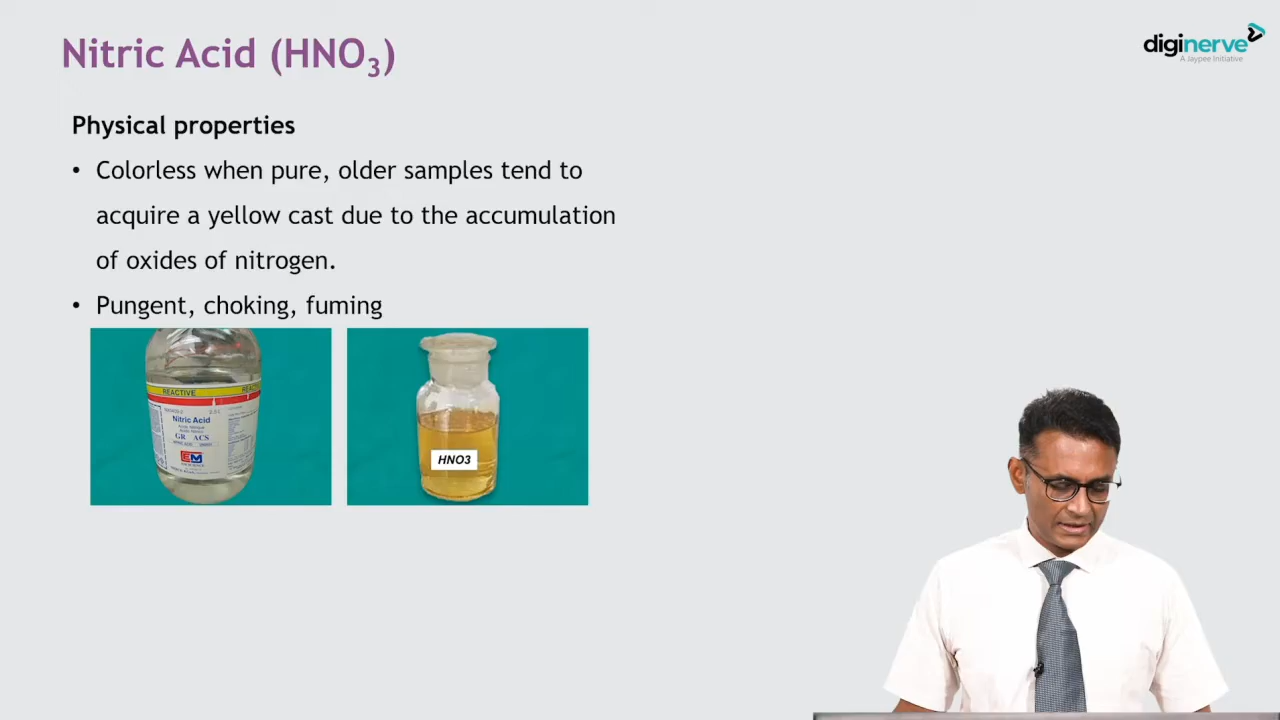 Nitric Acid (HNO3)
diginerve
A Jaypee Initiative
Physical properties
• Colorless when pure, older samples tend to
acquire a yellow cast due to the accumulation
of oxides of nitrogen.
• Pungent, choking, fuming
REACTIVE
Nitric Acid
GR ACS
EM
HNO3